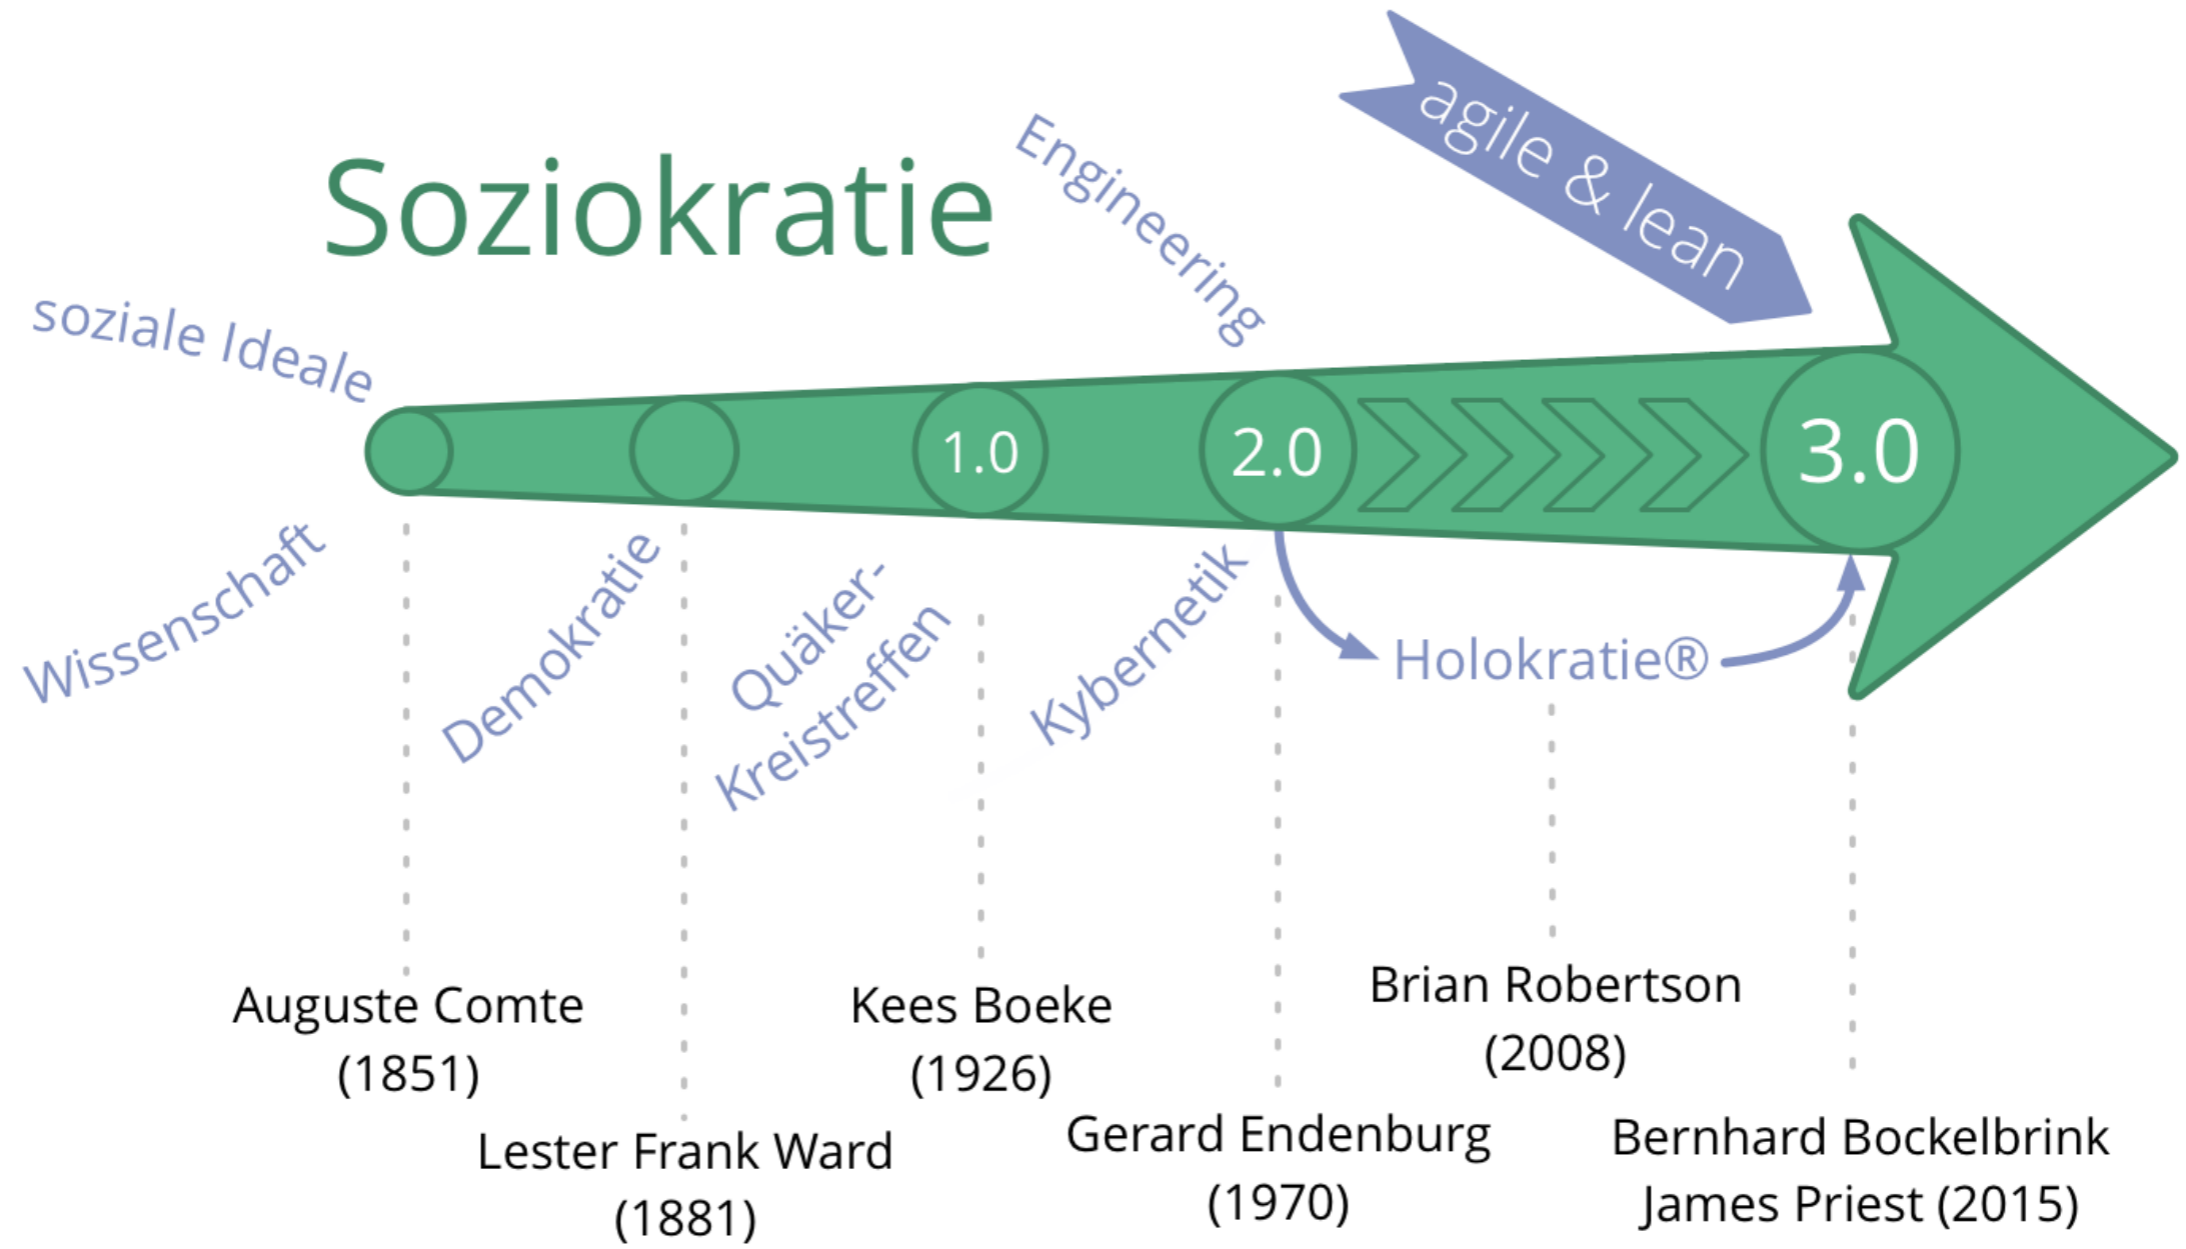 Soziokratie
soziale Ideale
Wissenschaft
Demokratie
Quäker-
Kreistreffen
Engineering
Kybernetik
agile & lean
1.0
2.0
3.0
Holokratie®
Auguste Comte
(1851)
Lester Frank Ward
(1881)
Kees Boeke
(1926)
Gerard Endenburg
(1970)
Brian Robertson
(2008)
Bernhard Bockelbrink
James Priest (2015)